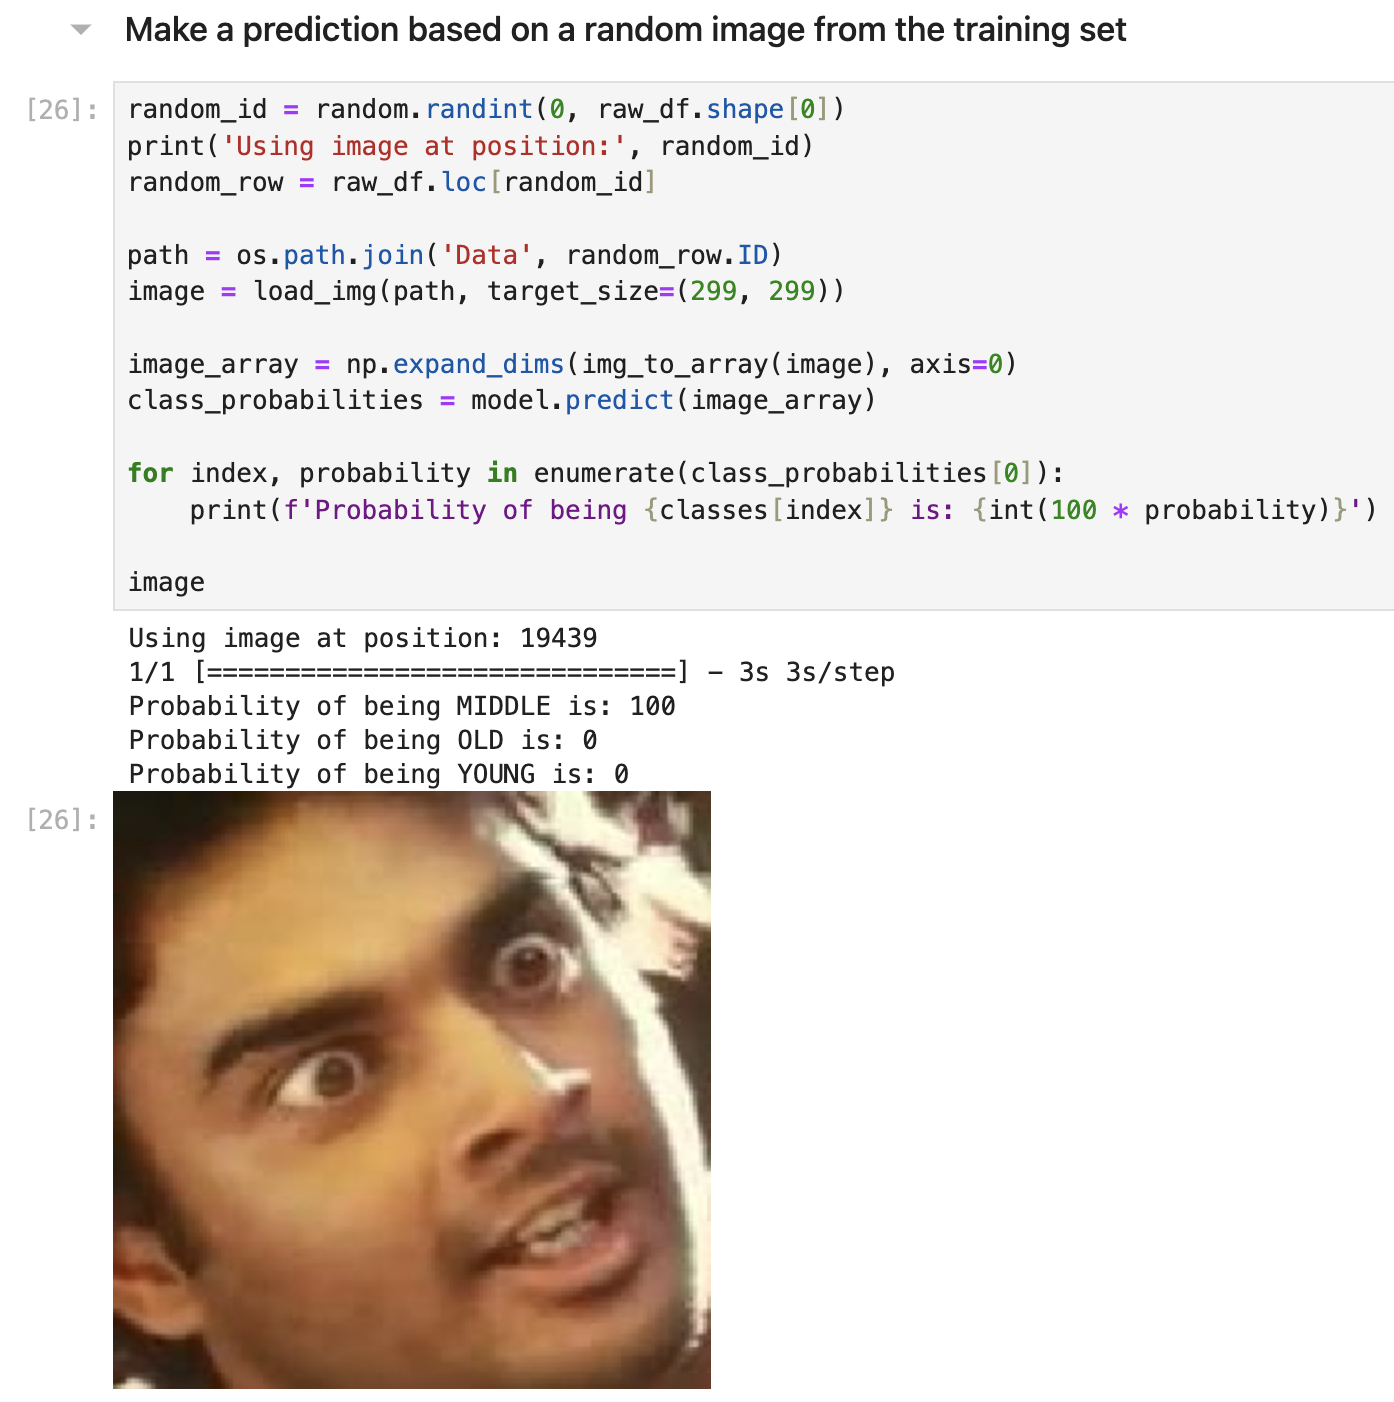 Make a prediction based on a random image from the training set
[26]:
random_id = random.randint(0, raw_df.shape[0])
print('Using image at position:', random_id)
random_row = raw_df.loc[random_id]
path = os.path.join('Data', random_row.ID)
image = load_img(path, target_size=(299, 299))
image_array = np.expand_dims(img_to_array(image), axis=0)
class_probabilities = model.predict(image_array)
for index, probability in enumerate(class_probabilities[0]):
    print(f'Probability of being {classes[index]} is: {int(100 * probability)}')
image
Using image at position: 19439
1/1 [==============================] - 3s 3s/step
Probability of being MIDDLE is: 100
Probability of being OLD is: 0
Probability of being YOUNG is: 0
[26]: